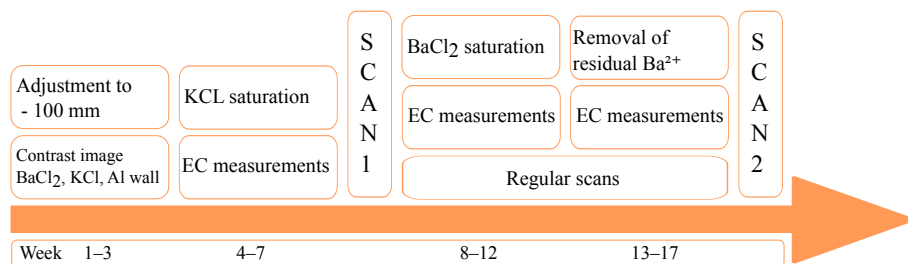 Adjustment to
- 100 mm
Contrast image
BaCl₂, KCl, Al wall
KCL saturation
EC measurements
S
C
A
N
1
BaCl₂ saturation
EC measurements
Removal of
residual Ba²⁺
EC measurements
Regular scans
S
C
A
N
2
Week 1–3 4–7 8–12 13–17